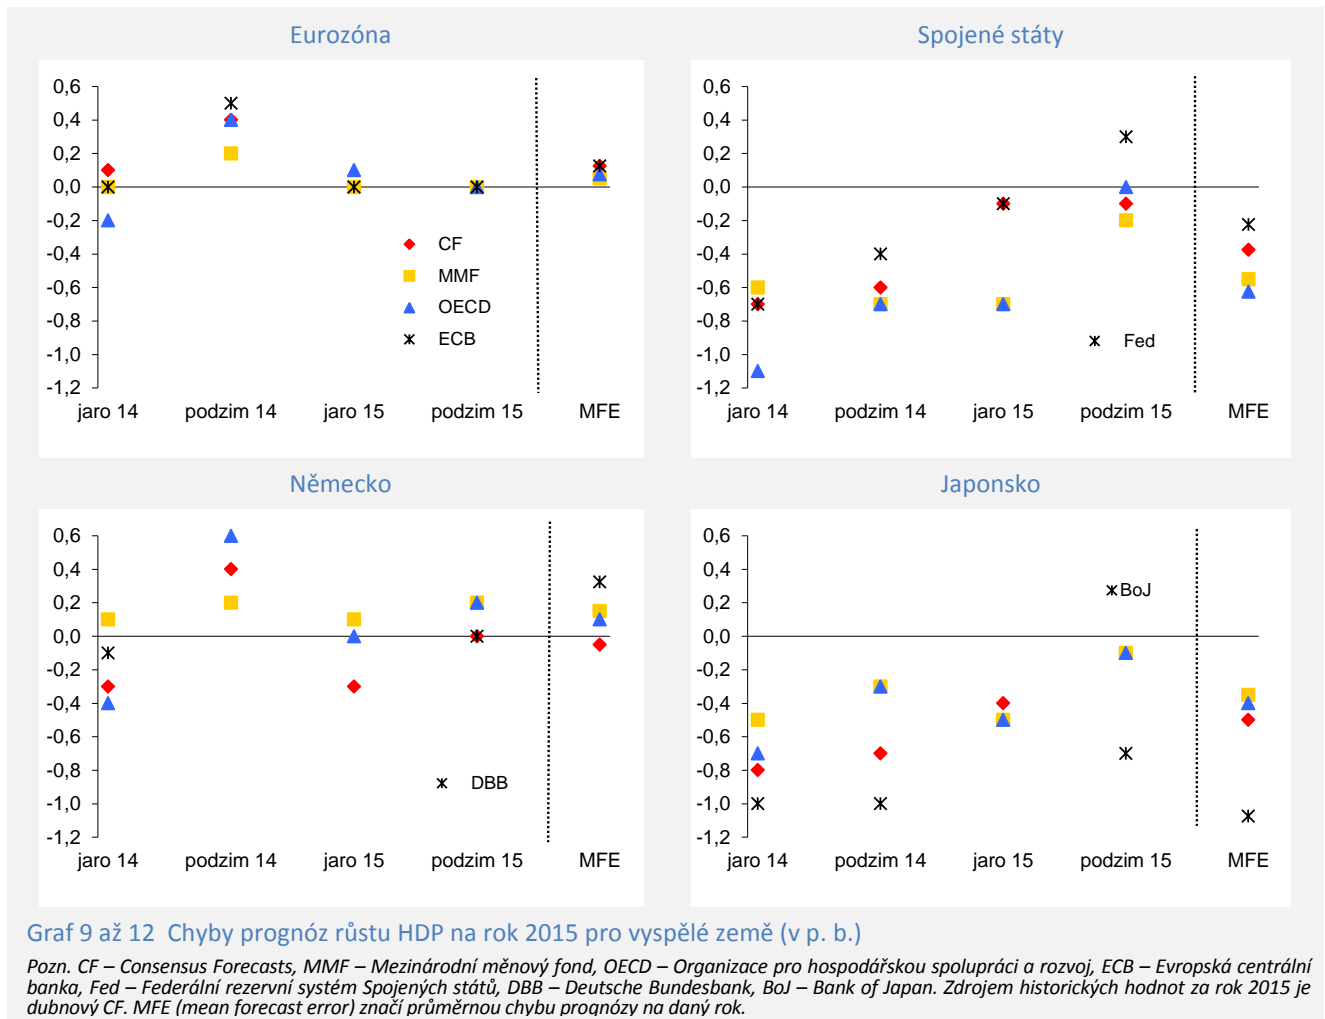 Eurozóna
0,6
0,4
0,2
0,0
-0,2
-0,4
-0,6
-0,8
-1,0
-1,2
CF
MMF
OECD
ECB
jaro 14 podzim 14 jaro 15 podzim 15 MFE
Spojené státy
0,6
0,4
0,2
0,0
-0,2
-0,4
-0,6
-0,8
-1,0
-1,2
Fed
jaro 14 podzim 14 jaro 15 podzim 15 MFE
Německo
0,6
0,4
0,2
0,0
-0,2
-0,4
-0,6
-0,8
-1,0
-1,2
DBB
jaro 14 podzim 14 jaro 15 podzim 15 MFE
Japonsko
0,6
0,4
0,2
0,0
-0,2
-0,4
-0,6
-0,8
-1,0
-1,2
BoJ
jaro 14 podzim 14 jaro 15 podzim 15 MFE
Graf 9 až 12 Chyby prognóz růstu HDP na rok 2015 pro vyspělé země (v p. b.)
Pozn. CF – Consensus Forecasts, MMF – Mezinárodní měnový fond, OECD – Organizace pro hospodářskou spolupráci a rozvoj, ECB – Evropská centrální
banka, Fed – Federální rezervní systém Spojených států, DBB – Deutsche Bundesbank, BoJ – Bank of Japan. Zdrojem historických hodnot za rok 2015 je
dubnový CF. MFE (mean forecast error) značí průměrnou chybu prognózy na daný rok.